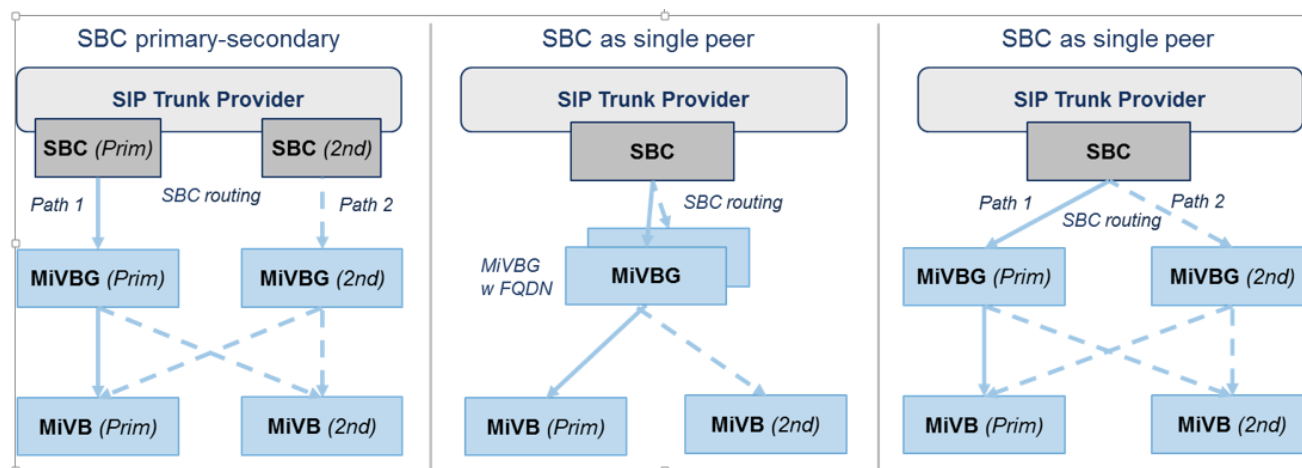 SBC primary-secondary
SIP Trunk Provider
SBC (Prim)
SBC (2nd)
Path 1
SBC routing
Path 2
MiVBG (Prim)
MiVBG (2nd)
MiVB (Prim)
MiVB (2nd)
SBC as single peer
SIP Trunk Provider
SBC
SBC routing
MiVBG
w FQDN
MiVBG
MiVB (Prim)
MiVB (2nd)
SBC as single peer
SIP Trunk Provider
SBC
Path 1
Path 2
SBC routing
MiVBG (Prim)
MiVBG (2nd)
MiVB (Prim)
MiVB (2nd)